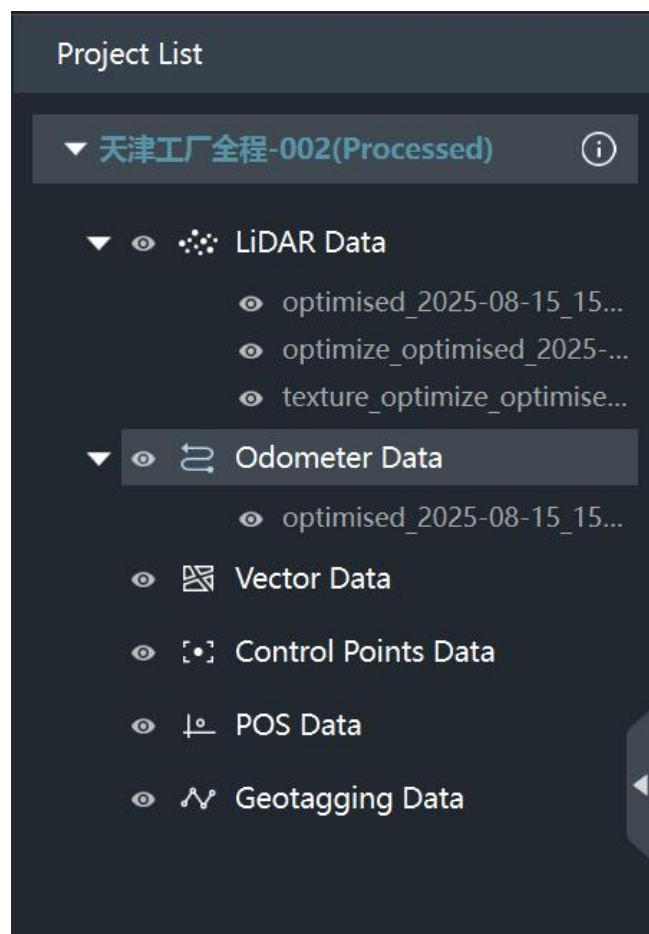 Project List
天津工厂全程-002(Processed)
LiDAR Data
optimised_2025-08-15_15...
optimize_optimised_2025-...
texture_optimize_optimise...
Odometer Data
optimised_2025-08-15_15...
Vector Data
Control Points Data
POS Data
Geotagging Data